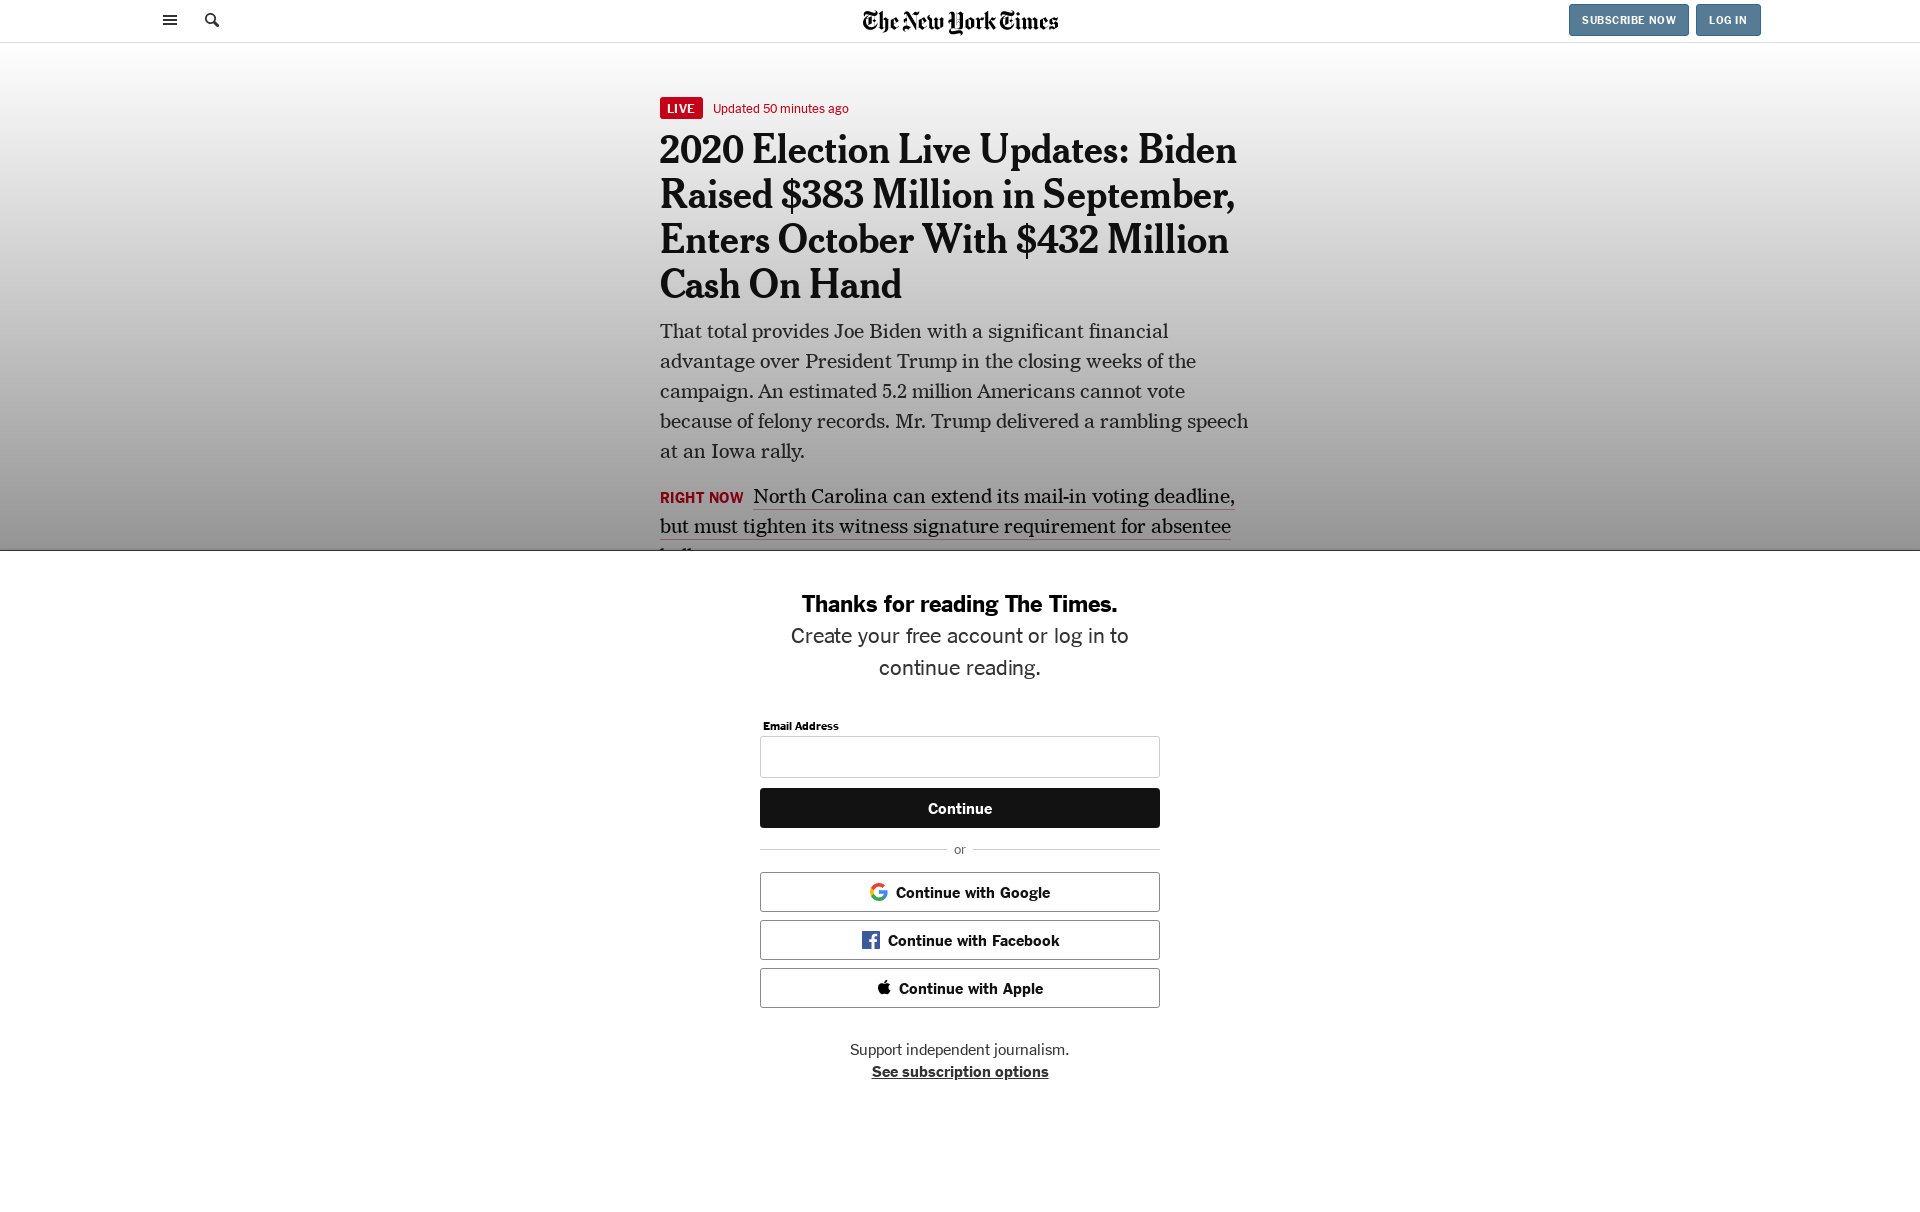 The New York Times
SUBSCRIBE NOW
LOG IN
LIVE
Updated 50 minutes ago
2020 Election Live Updates: Biden
Raised $383 Million in September,
Enters October With $432 Million
Cash On Hand
That total provides Joe Biden with a significant financial
advantage over President Trump in the closing weeks of the
campaign. An estimated 5.2 million Americans cannot vote
because of felony records. Mr. Trump delivered a rambling speech
at an Iowa rally.
RIGHT NOW North Carolina can extend its mail-in voting deadline,
but must tighten its witness signature requirement for absentee
Thanks for reading The Times.
Create your free account or log in to
continue reading.
Email Address
Continue
or
Continue with Google
Continue with Facebook
Continue with Apple
Support independent journalism.
See subscription options